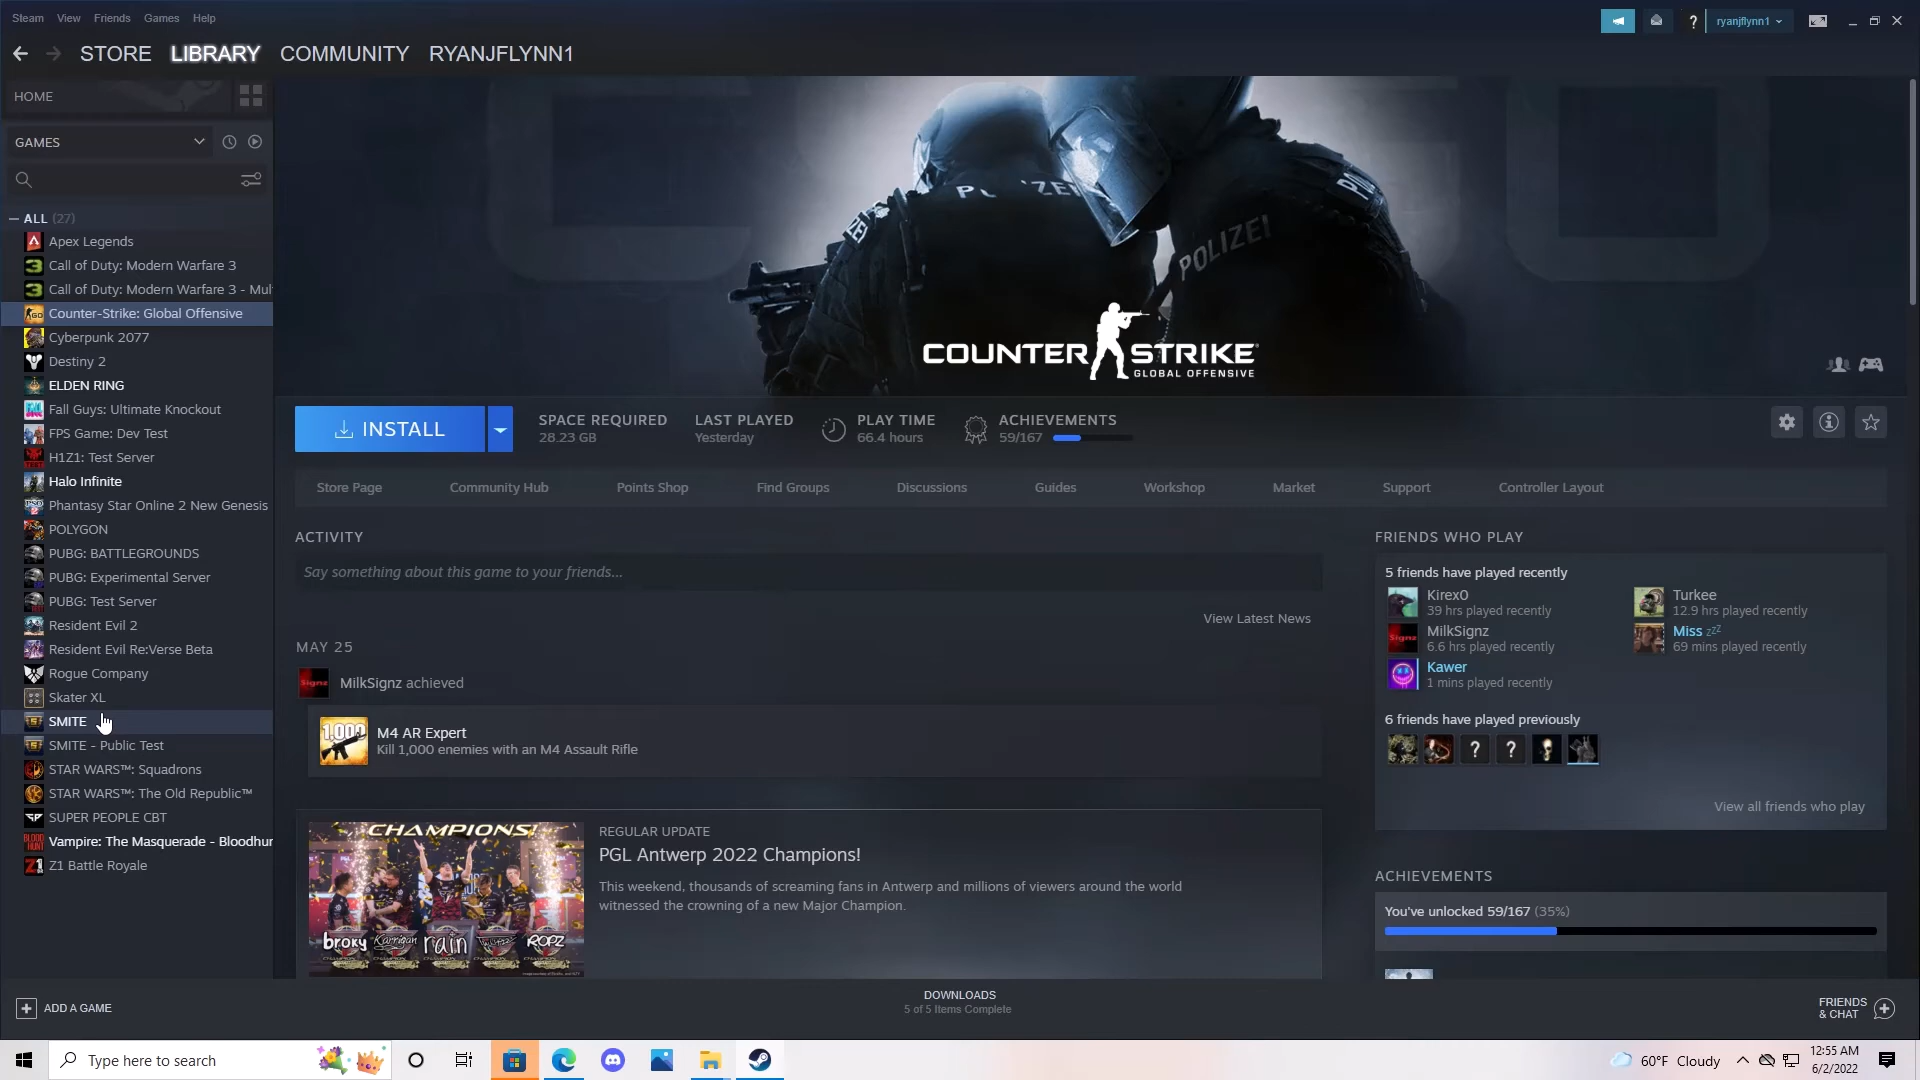 Steam View Friends Games Help
? ryanjflynn1
STORE LIBRARY COMMUNITY RYANJFLYNN1
HOME
GAMES
— ALL (27)
Apex Legends
Call of Duty: Modern Warfare 3
Call of Duty: Modern Warfare 3 - Mul
Counter-Strike: Global Offensive
Cyberpunk 2077
Destiny 2
ELDEN RING
Fall Guys: Ultimate Knockout
FPS Game: Dev Test
H1Z1: Test Server
Halo Infinite
Phantasy Star Online 2 New Genesis
POLYGON
PUBG: BATTLEGROUNDS
PUBG: Experimental Server
PUBG: Test Server
Resident Evil 2
Resident Evil Re:Verse Beta
Rogue Company
Skater XL
SMITE
SMITE - Public Test
STAR WARS™: Squadrons
STAR WARS™: The Old Republic™
SUPER PEOPLE CBT
Vampire: The Masquerade - Bloodhun
Z1 Battle Royale
ADD A GAME
POLIZEI
COUNTER STRIKE
GLOBAL OFFENSIVE
INSTALL
SPACE REQUIRED
28.23 GB
LAST PLAYED
Yesterday
PLAY TIME
66.4 hours
ACHIEVEMENTS
59/167
Store Page Community Hub Points Shop Find Groups Discussions Guides Workshop Market Support Controller Layout
ACTIVITY
Say something about this game to your friends...
View Latest News
MAY 25
Signz
MilkSignz achieved
1,000
M4 AR Expert
Kill 1,000 enemies with an M4 Assault Rifle
CHAMPIONS!
broky karrigan rain Twistzz ROPZ
REGULAR UPDATE
PGL Antwerp 2022 Champions!
This weekend, thousands of screaming fans in Antwerp and millions of viewers around the world
witnessed the crowning of a new Major Champion.
FRIENDS WHO PLAY
5 friends have played recently
KirexO
39 hrs played recently
Turkee
12.9 hrs played recently
MilkSignz
6.6 hrs played recently
Miss zzZ
69 mins played recently
Kawer
1 mins played recently
6 friends have played previously
? ?
View all friends who play
ACHIEVEMENTS
You've unlocked 59/167 (35%)
DOWNLOADS
5 of 5 Items Complete
FRIENDS
& CHAT
Type here to search
60°F Cloudy
12:55 AM
6/2/2022